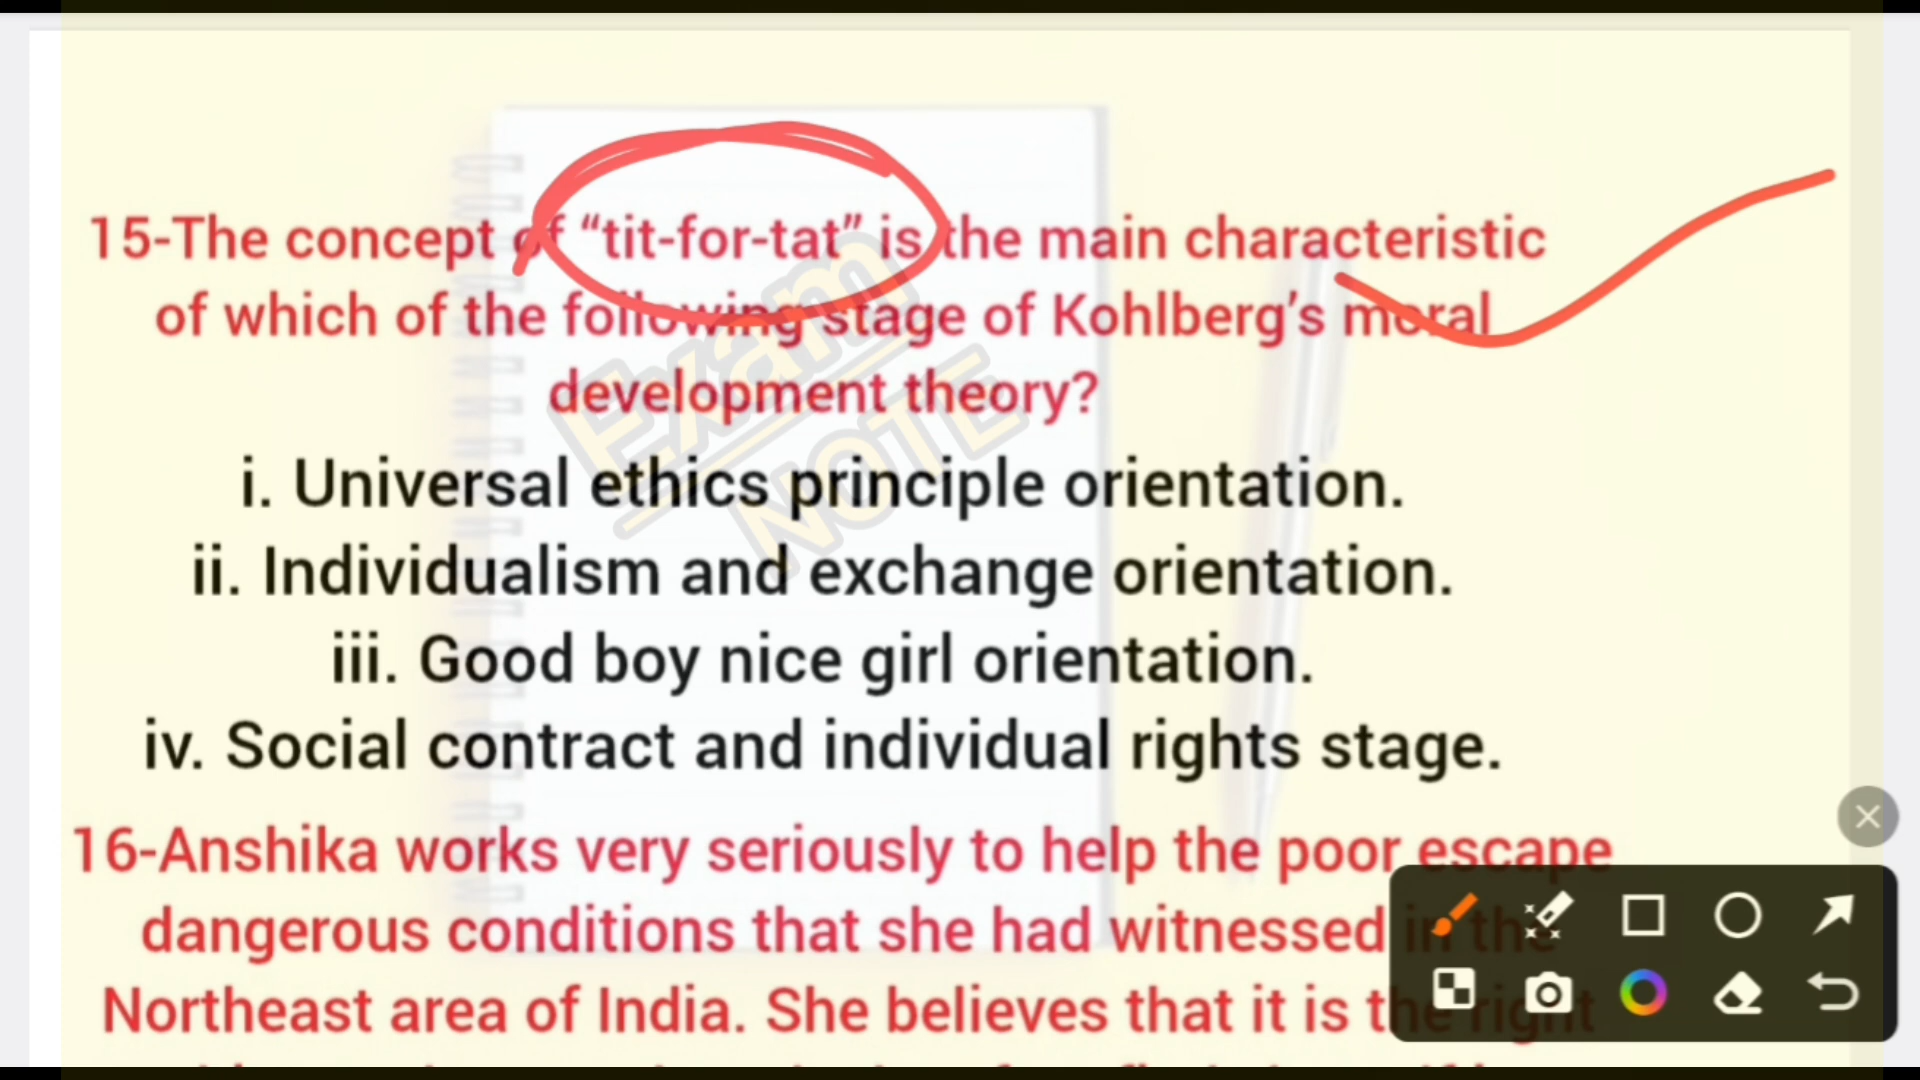 15-The concept of “tit-for-tat” is the main characteristic
of which of the following stage of Kohlberg’s moral
development theory?
Exam
NOTE
i. Universal ethics principle orientation.
ii. Individualism and exchange orientation.
iii. Good boy nice girl orientation.
iv. Social contract and individual rights stage.
16-Anshika works very seriously to help the poor escape
dangerous conditions that she had witnessed in the
Northeast area of India. She believes that it is the right